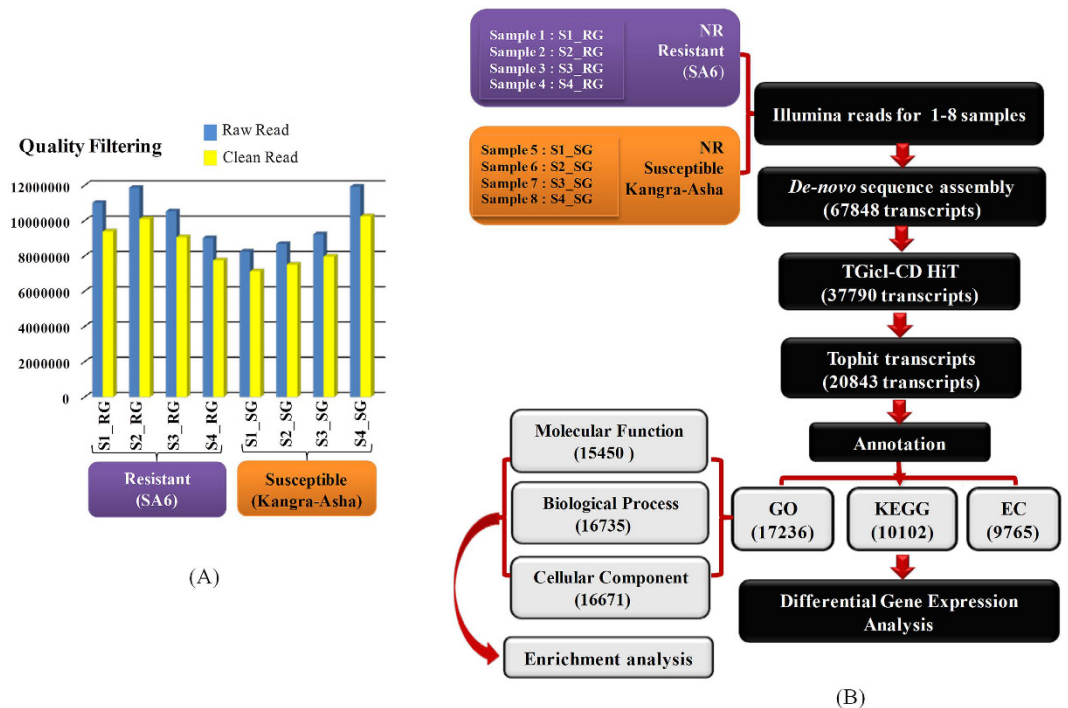 Quality Filtering
Raw Read
Clean Read
12000000
10000000
8000000
6000000
4000000
2000000
0
S1_RG
S2_RG
S3_RG
S4_RG
S1_SG
S2_SG
S3_SG
S4_SG
Resistant
(SA6)
Susceptible
(Kangra-Asha)
(A)
Sample 1 : S1_RG
Sample 2 : S2_RG
Sample 3 : S3_RG
Sample 4 : S4_RG
NR
Resistant
(SA6)
Sample 5 : S1_SG
Sample 6 : S2_SG
Sample 7 : S3_SG
Sample 8 : S4_SG
NR
Susceptible
Kangra-Asha
Illumina reads for 1-8 samples
De-novo sequence assembly
(67848 transcripts)
TGicl-CD HiT
(37790 transcripts)
Tophit transcripts
(20843 transcripts)
Annotation
GO
(17236)
KEGG
(10102)
EC
(9765)
Molecular Function
(15450 )
Biological Process
(16735)
Cellular Component
(16671)
Enrichment analysis
Differential Gene Expression
Analysis
(B)